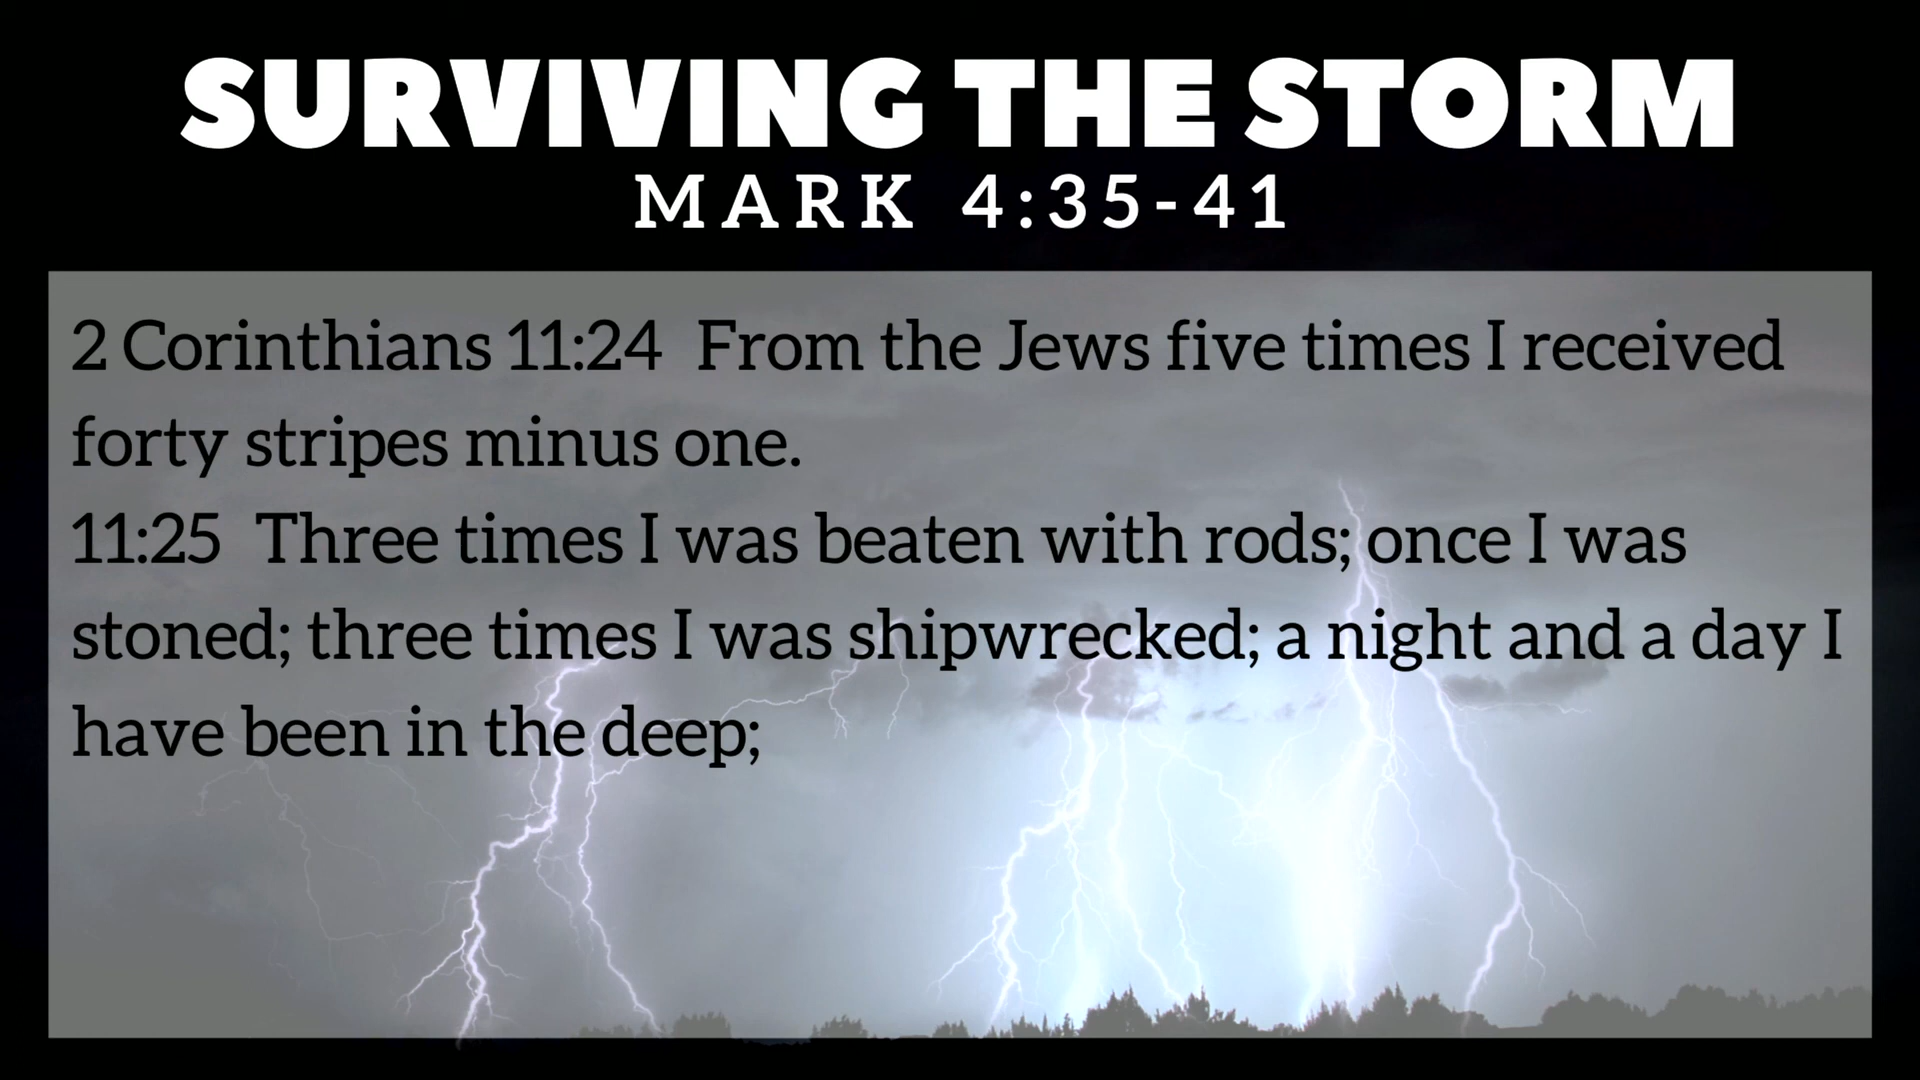 SURVIVING THE STORM
MARK 4:35-41
2 Corinthians 11:24  From the Jews five times I received
forty stripes minus one.
11:25  Three times I was beaten with rods; once I was
stoned; three times I was shipwrecked; a night and a day I
have been in the deep;